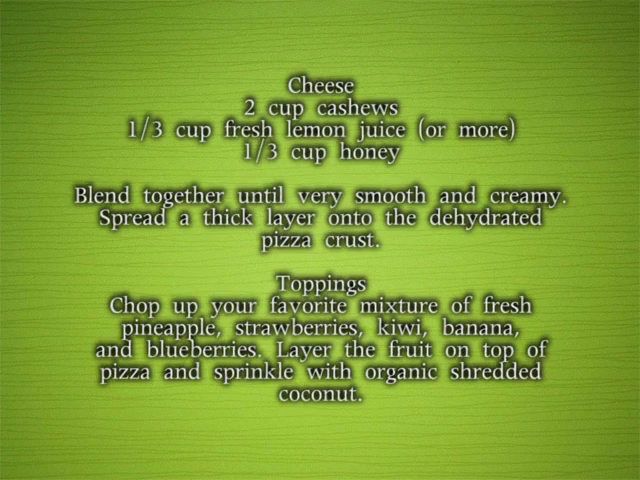 Cheese
2 cup cashews
1/3 cup fresh lemon juice (or more)
1/3 cup honey
Blend together until very smooth and creamy.
Spread a thick layer onto the dehydrated
pizza crust.
Toppings
Chop up your favorite mixture of fresh
pineapple, strawberries, kiwi, banana,
and blueberries. Layer the fruit on top of
pizza and sprinkle with organic shredded
coconut.